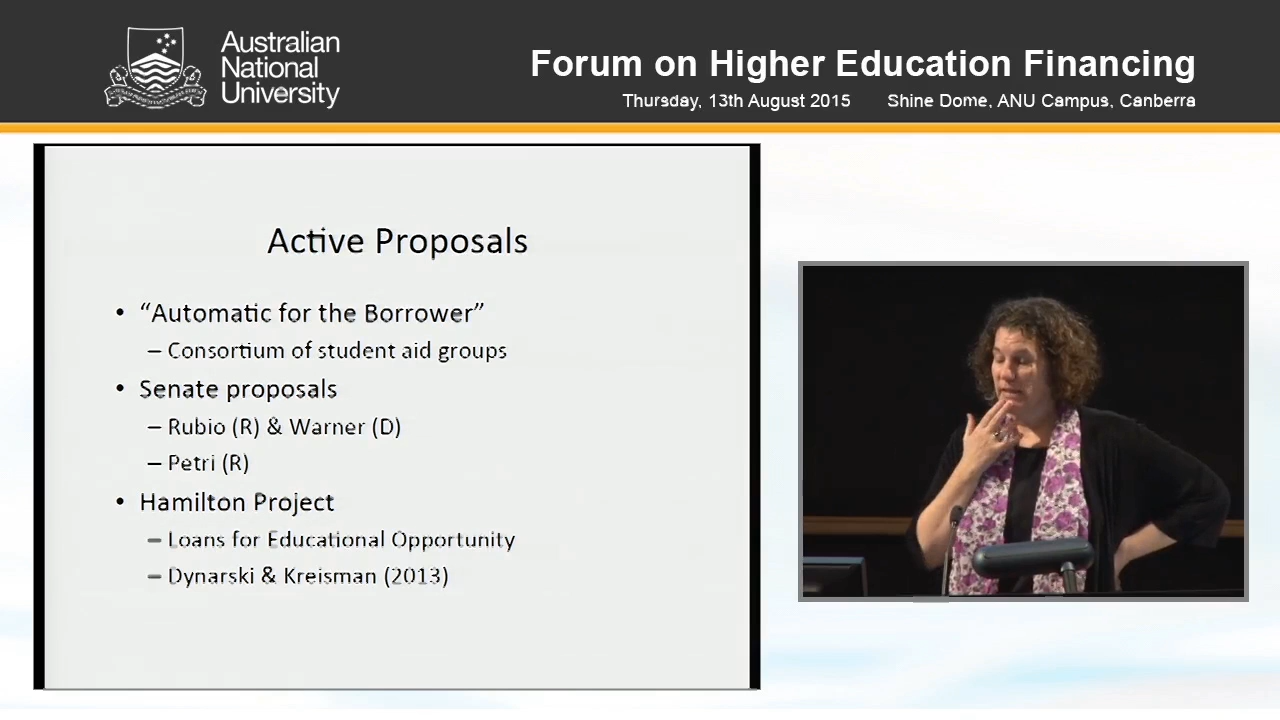 Australian
National
University
Forum on Higher Education Financing
Thursday, 13th August 2015 Shine Dome, ANU Campus, Canberra
Active Proposals
• “Automatic for the Borrower”
– Consortium of student aid groups
• Senate proposals
– Rubio (R) & Warner (D)
– Petri (R)
• Hamilton Project
– Loans for Educational Opportunity
– Dynarski & Kreisman (2013)